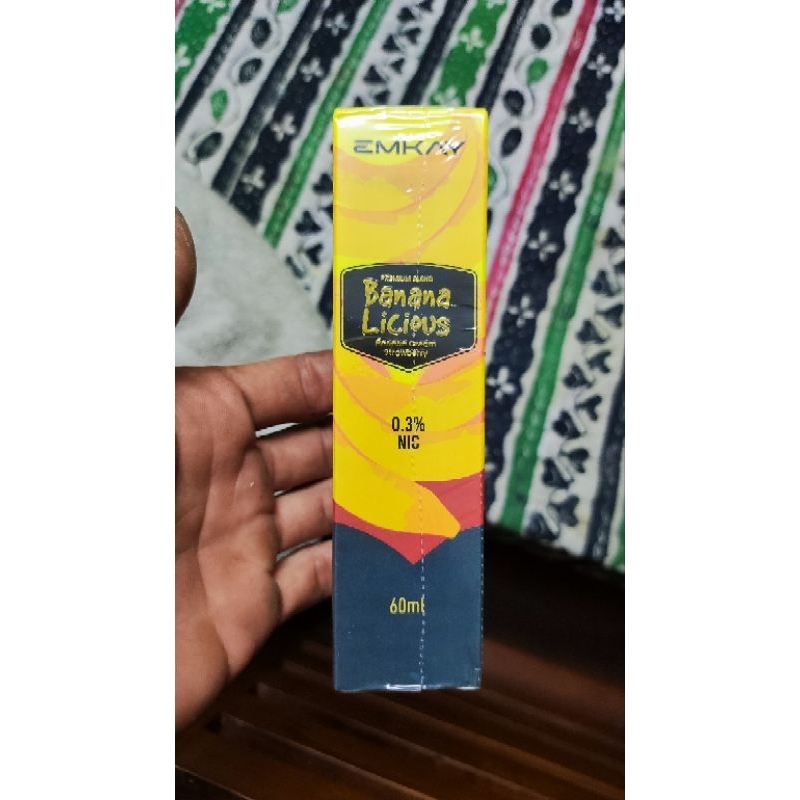 EMKAY
PREMIUM BLEND
Banana
Licious
Banana Cream
Strawberry
0.3%
NIC
60ml